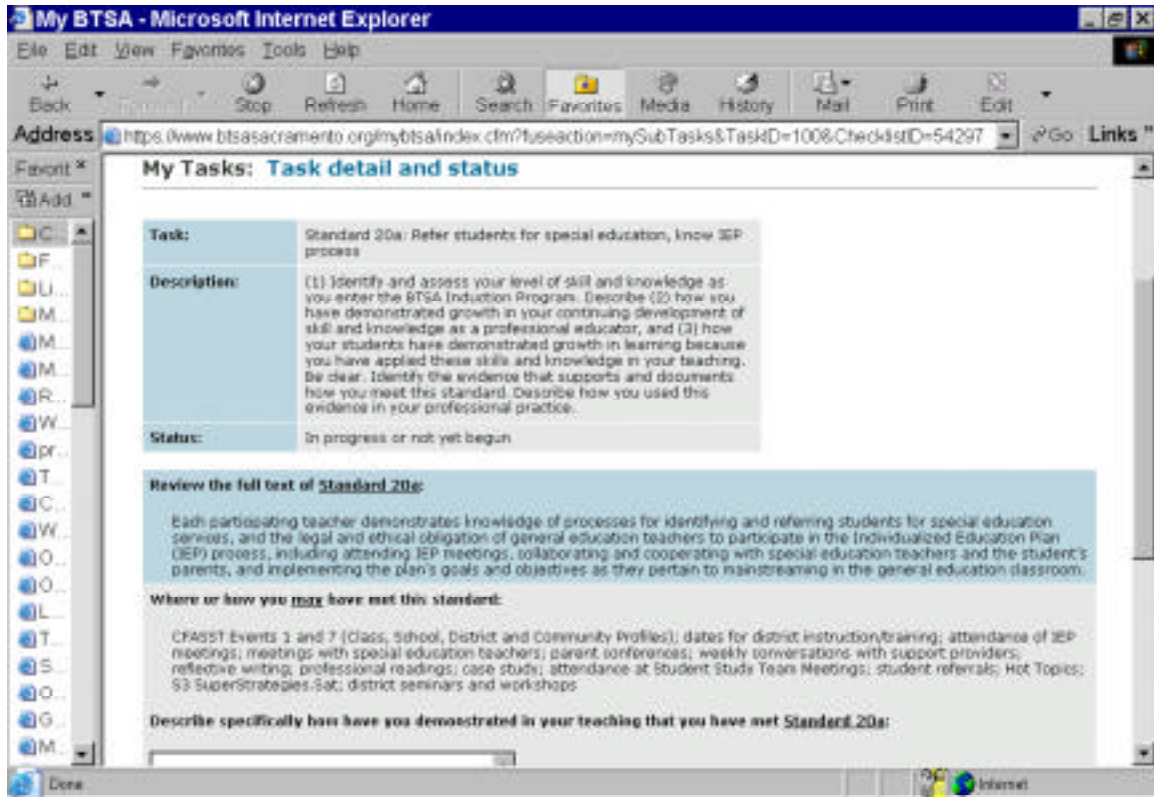 My BTSA - Microsoft Internet Explorer
File Edit View Favorites Tools Help
Back Forward Stop Refresh Home Search Favorites Media History Mail Print Edit
Address https://www.btsasacramento.org/mybtsa/index.cfm?fuseaction=mySubTasks&TaskID=100&ChecklistID=54297 Go Links "
Favorit ×
Add "
C...
F...
Li...
M...
M...
M...
R...
W...
pr...
T...
C...
W...
O...
O...
L...
T...
S...
O...
G...
M...
My Tasks: Task detail and status
Task: Standard 20a: Refer students for special education, know IEP
process
Description: (1) Identify and assess your level of skill and knowledge as
you enter the BTSA Induction Program. Describe (2) how you
have demonstrated growth in your continuing development of
skill and knowledge as a professional educator, and (3) how
your students have demonstrated growth in learning because
you have applied these skills and knowledge in your teaching.
Be clear. Identify the evidence that supports and documents
how you meet this standard. Describe how you used this
evidence in your professional practice.
Status: In progress or not yet begun
Review the full text of Standard 20a:
Each participating teacher demonstrates knowledge of processes for identifying and referring students for special education
services, and the legal and ethical obligation of general education teachers to participate in the Individualized Education Plan
(IEP) process, including attending IEP meetings, collaborating and cooperating with special education teachers and the student's
parents, and implementing the plan's goals and objectives as they pertain to mainstreaming in the general education classroom.
Where or how you may have met this standard:
CFASST Events 1 and 7 (Class, School, District and Community Profiles); dates for district instruction/training; attendance of IEP
meetings; meetings with special education teachers; parent conferences; weekly conversations with support providers;
reflective writing; professional readings; case study; attendance at Student Study Team Meetings; student referrals; Hot Topics;
S3 SuperStrategies.Sat; district seminars and workshops
Describe specifically how have you demonstrated in your teaching that you have met Standard 20a:
Done Internet